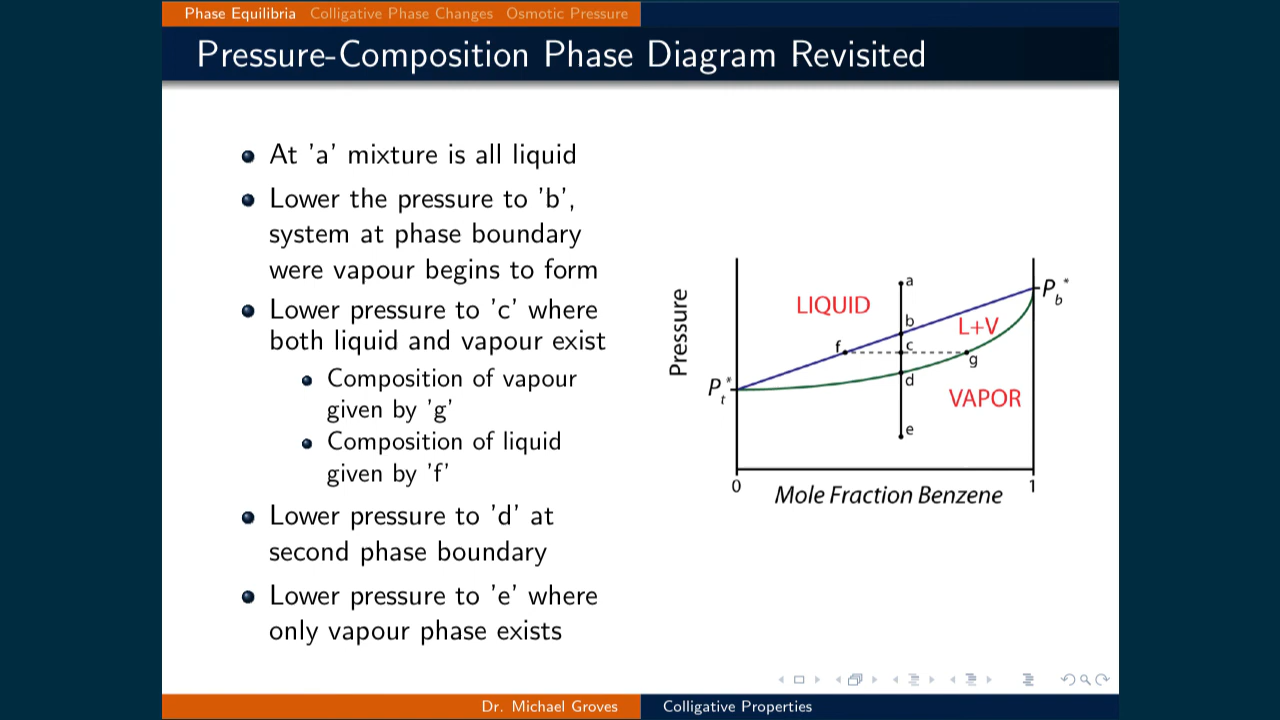 Phase Equilibria Colligative Phase Changes Osmotic Pressure
Pressure-Composition Phase Diagram Revisited
At 'a' mixture is all liquid
Lower the pressure to 'b',
system at phase boundary
were vapour begins to form
Lower pressure to 'c' where
both liquid and vapour exist
Composition of vapour
given by 'g'
Composition of liquid
given by 'f'
Lower pressure to 'd' at
second phase boundary
Lower pressure to 'e' where
only vapour phase exists
Pressure
a
LIQUID
P_b*
b
L+V
f
c
g
d
P_t*
VAPOR
e
0
1
Mole Fraction Benzene
Dr. Michael Groves
Colligative Properties